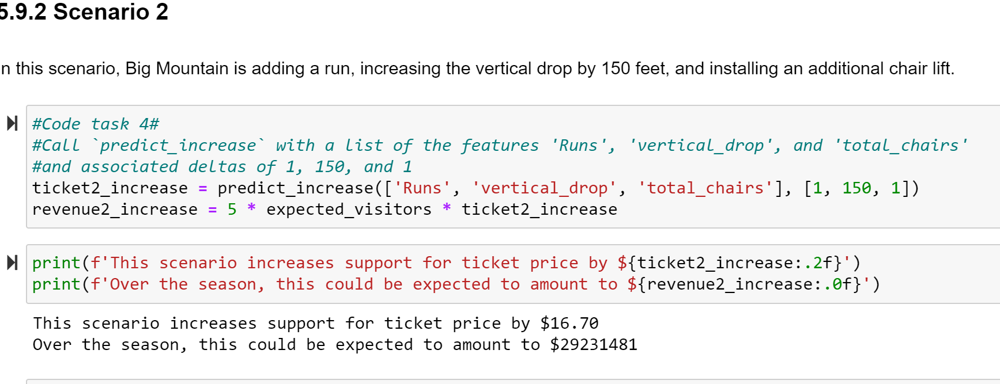 5.9.2 Scenario 2
n this scenario, Big Mountain is adding a run, increasing the vertical drop by 150 feet, and installing an additional chair lift.
#Code task 4#
#Call `predict_increase` with a list of the features 'Runs', 'vertical_drop', and 'total_chairs'
#and associated deltas of 1, 150, and 1
ticket2_increase = predict_increase(['Runs', 'vertical_drop', 'total_chairs'], [1, 150, 1])
revenue2_increase = 5 * expected_visitors * ticket2_increase
print(f'This scenario increases support for ticket price by ${ticket2_increase:.2f}')
print(f'Over the season, this could be expected to amount to ${revenue2_increase:.0f}')
This scenario increases support for ticket price by $16.70
Over the season, this could be expected to amount to $29231481